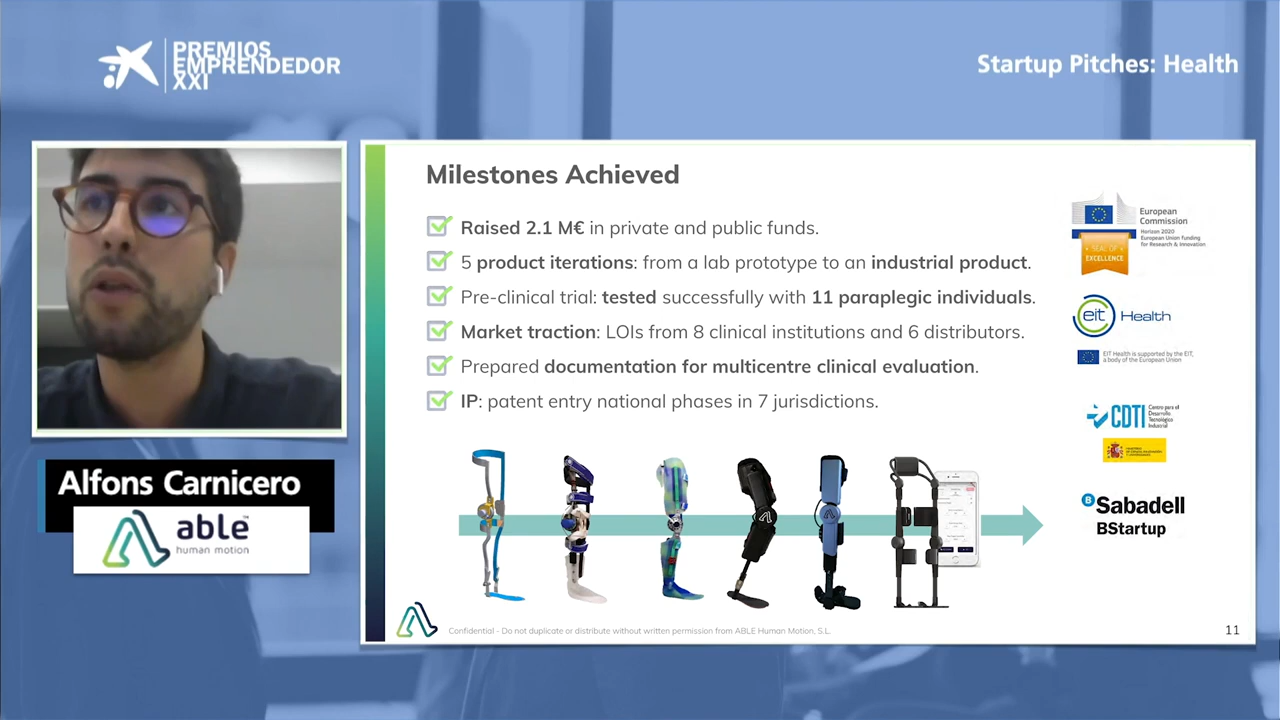 PREMIOS
EMPRENDEDOR
XXI
Startup Pitches: Health
Milestones Achieved
Raised 2.1 M€ in private and public funds.
5 product iterations: from a lab prototype to an industrial product.
Pre-clinical trial: tested successfully with 11 paraplegic individuals.
Market traction: LOIs from 8 clinical institutions and 6 distributors.
Prepared documentation for multicentre clinical evaluation.
IP: patent entry national phases in 7 jurisdictions.
European
Commission
Horizon 2020
European Union funding
for Research & Innovation
SEAL OF
EXCELLENCE
eit Health
EIT Health is supported by the EIT,
a body of the European Union
CDTI
Centro para el
Desarrollo
Tecnológico
Industrial
B Sabadell
BStartup
Alfons Carnicero
able™
human motion
Confidential - Do not duplicate or distribute without written permission from ABLE Human Motion, S.L.
11